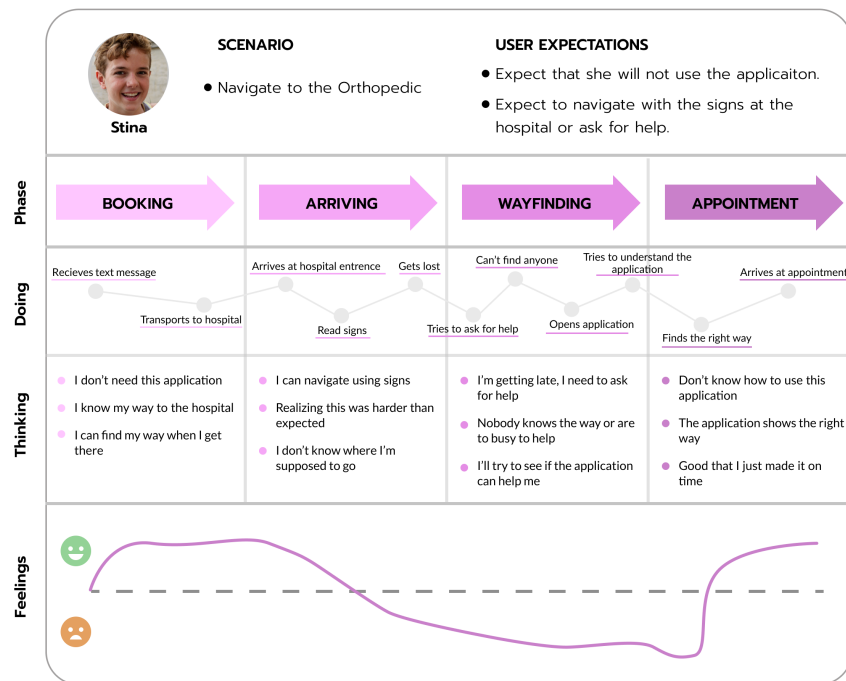 SCENARIO
Navigate to the Orthopedic
USER EXPECTATIONS
Expect that she will not use the applicaiton.
Expect to navigate with the signs at the
hospital or ask for help.
Stina
Phase
BOOKING
ARRIVING
WAYFINDING
APPOINTMENT
Doing
Recieves text message
Transports to hospital
Arrives at hospital entrence
Read signs
Gets lost
Tries to ask for help
Can't find anyone
Opens application
Tries to understand the
application
Finds the right way
Arrives at appointment
Thinking
I don't need this application
I know my way to the hospital
I can find my way when I get
there
I can navigate using signs
Realizing this was harder than
expected
I don't know where I'm
supposed to go
I'm getting late, I need to ask
for help
Nobody knows the way or are
to busy to help
I'll try to see if the application
can help me
Don't know how to use this
application
The application shows the right
way
Good that I just made it on
time
Feelings